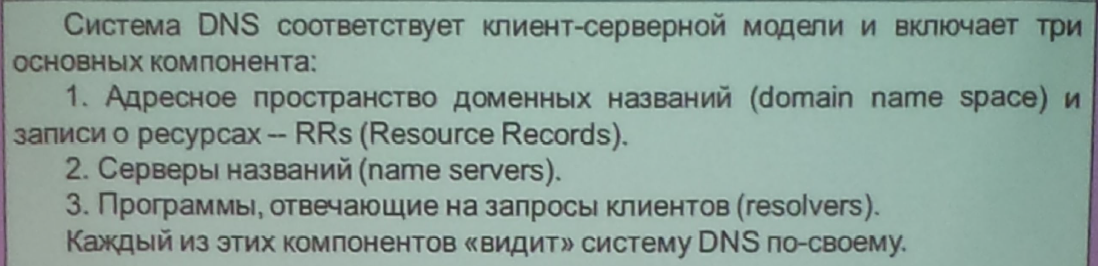 Система DNS соответствует клиент-серверной модели и включает три
основных компонента:
1. Адресное пространство доменных названий (domain name space) и
записи о ресурсах – RRs (Resource Records).
2. Серверы названий (name servers).
3. Программы, отвечающие на запросы клиентов (resolvers).
Каждый из этих компонентов «видит» систему DNS по-своему.